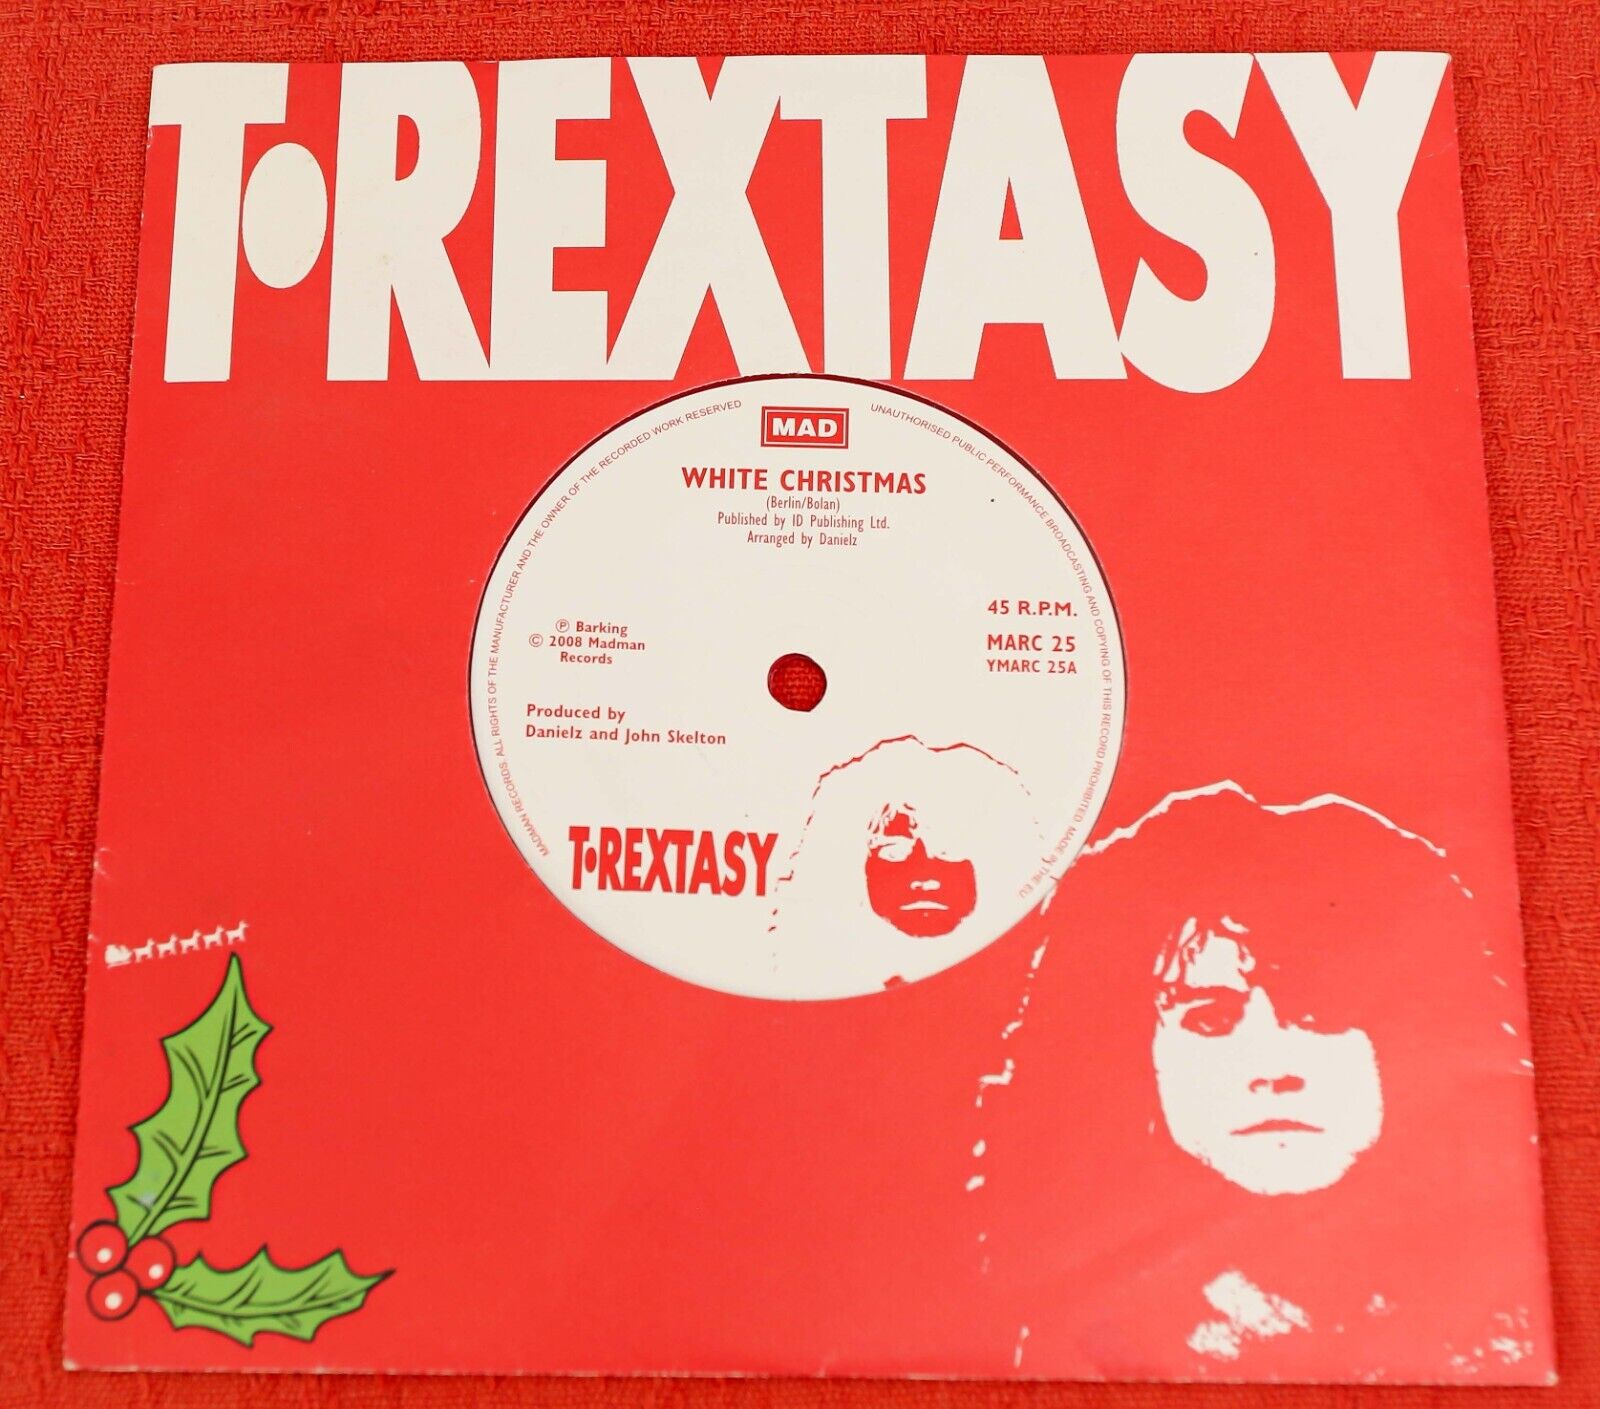 T•REXTASY
MAD
WHITE CHRISTMAS
(Berlin/Bolan)
Published by ID Publishing Ltd.
Arranged by Danielz
45 R.P.M.
MARC 25
YMARC 25A
℗ Barking
© 2008 Madman
Records
Produced by
Danielz and John Skelton
T•REXTASY
MADMAN RECORDS. ALL RIGHTS OF THE MANUFACTURER AND THE OWNER OF THE RECORDED WORK RESERVED
UNAUTHORISED PUBLIC PERFORMANCE BROADCASTING AND COPYING OF THIS RECORD PROHIBITED. MADE IN THE EU